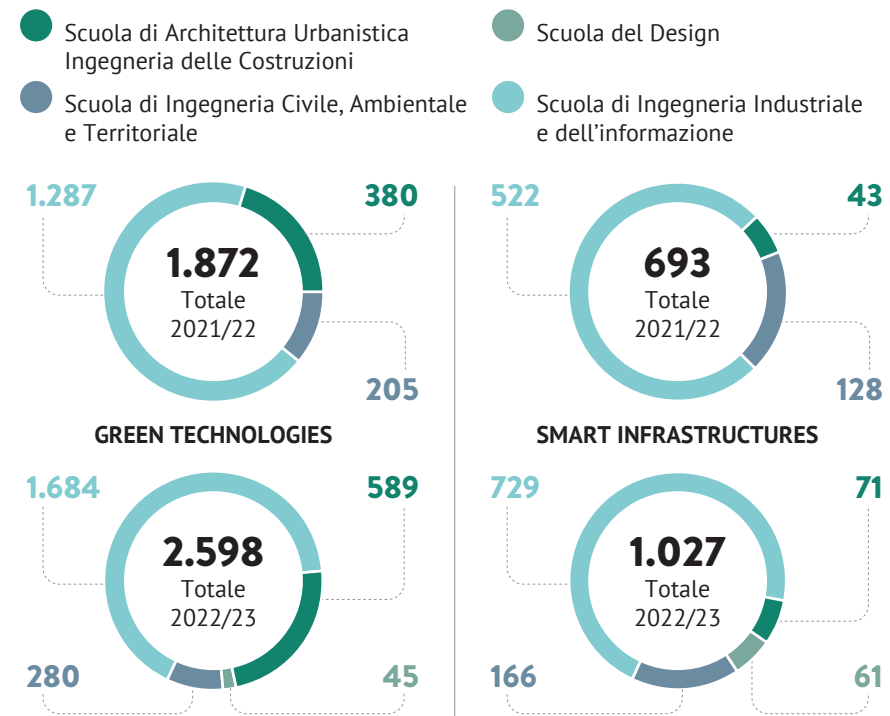 Scuola di Architettura Urbanistica
Ingegneria delle Costruzioni
Scuola del Design
Scuola di Ingegneria Civile, Ambientale
e Territoriale
Scuola di Ingegneria Industriale
e dell'informazione
1.287
380
1.872
Totale
2021/22
205
522
43
693
Totale
2021/22
128
GREEN TECHNOLOGIES
SMART INFRASTRUCTURES
1.684
589
2.598
Totale
2022/23
280
45
729
71
1.027
Totale
2022/23
166
61